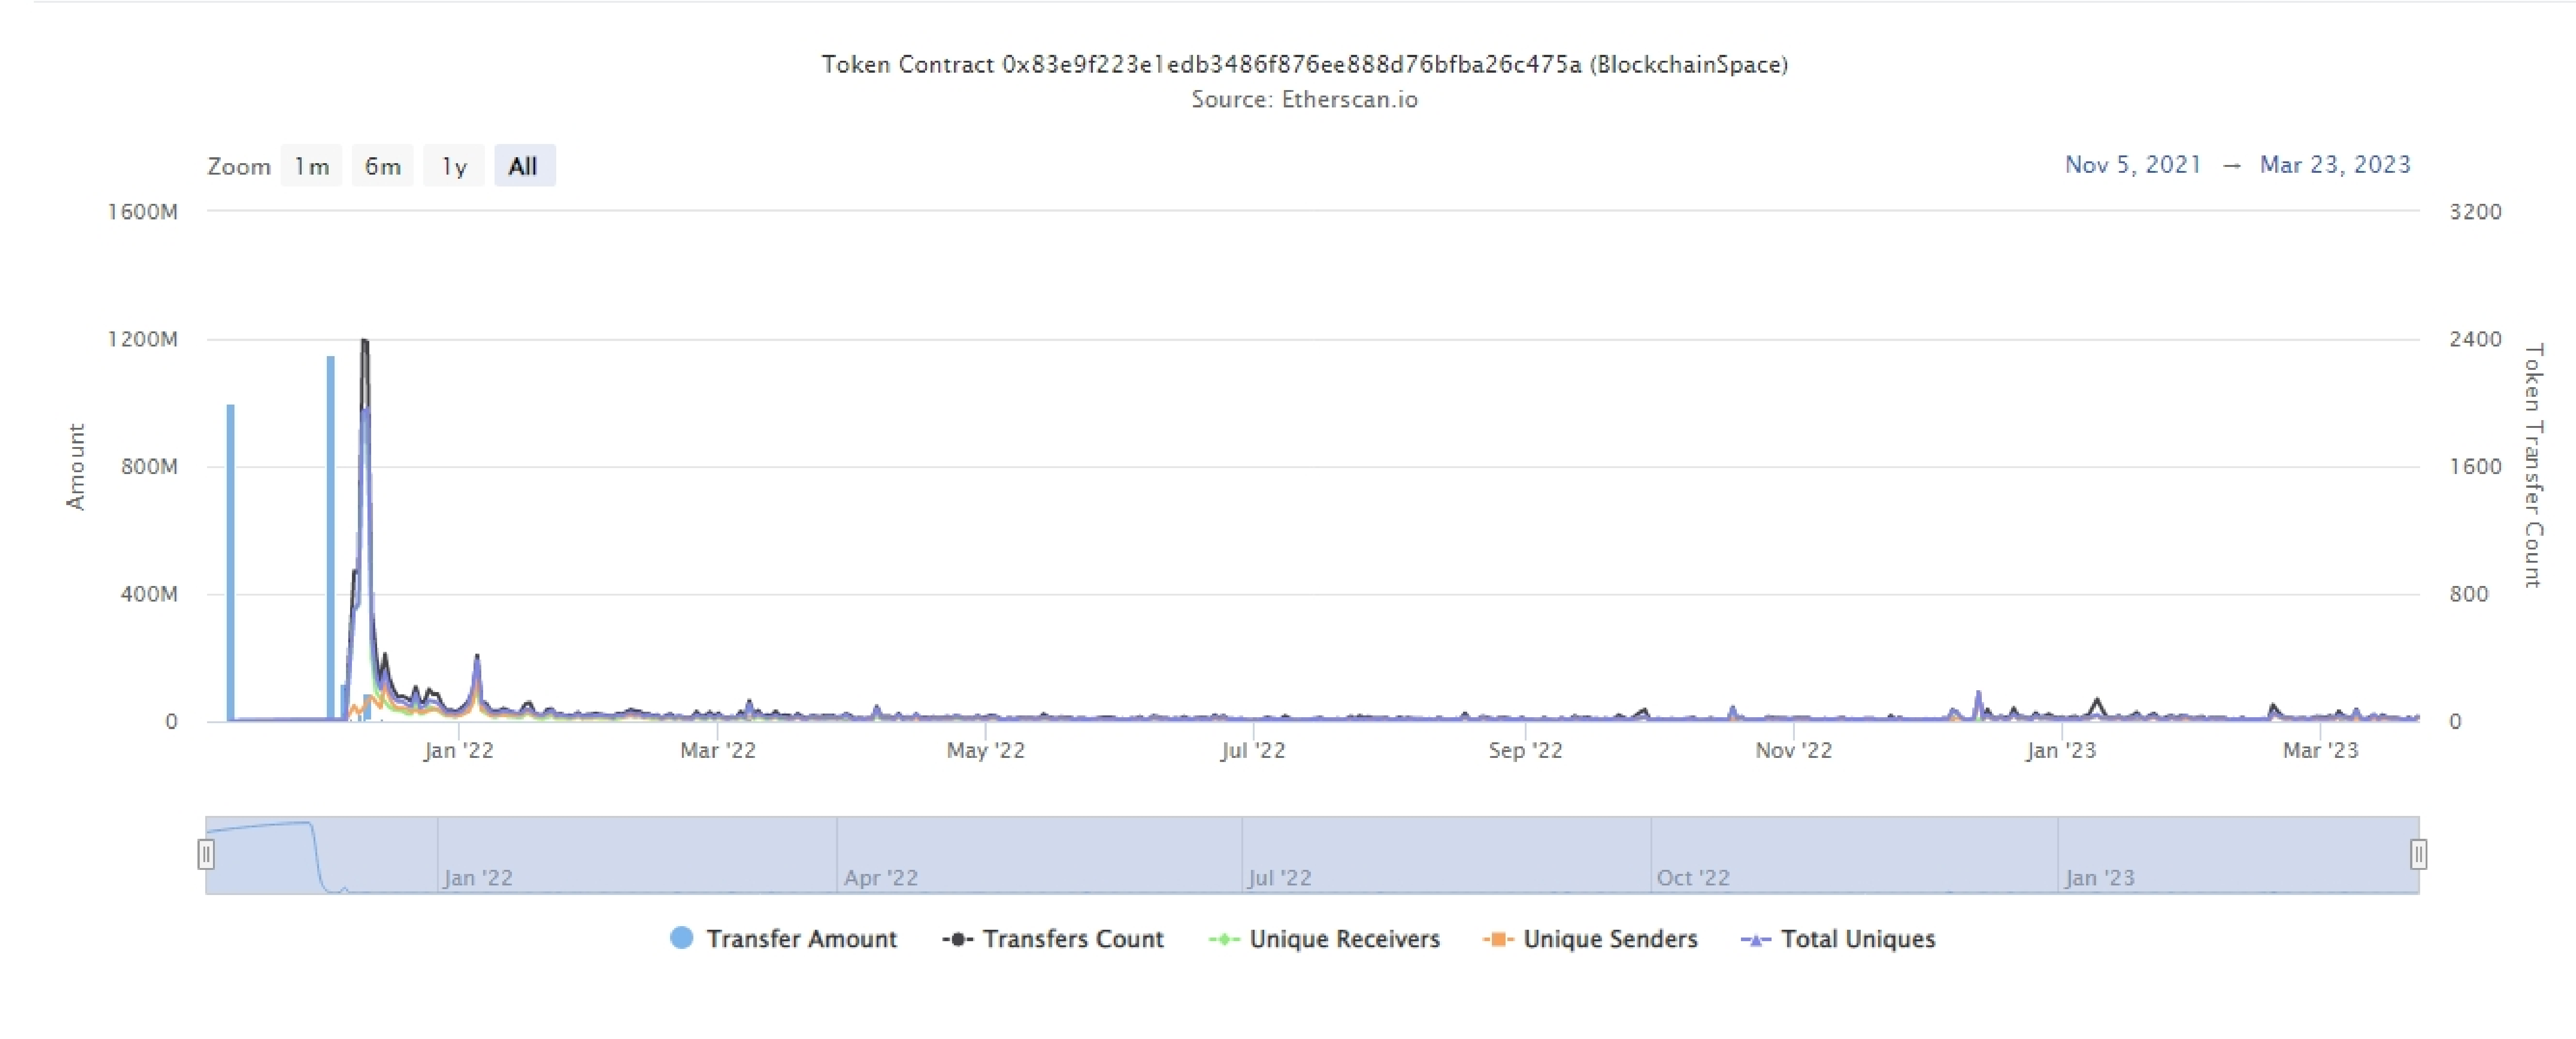 Token Contract 0x83e9f223e1edb3486f876ee888d76bfba26c475a (BlockchainSpace)
Source: Etherscan.io
Zoom 1m 6m 1y All
Nov 5, 2021 → Mar 23, 2023
1600M 3200
1200M 2400
800M 1600
400M 800
0 0
Amount
Token Transfer Count
Jan '22 Mar '22 May '22 Jul '22 Sep '22 Nov '22 Jan '23 Mar '23
Jan '22 Apr '22 Jul '22 Oct '22 Jan '23
Transfer Amount Transfers Count Unique Receivers Unique Senders Total Uniques